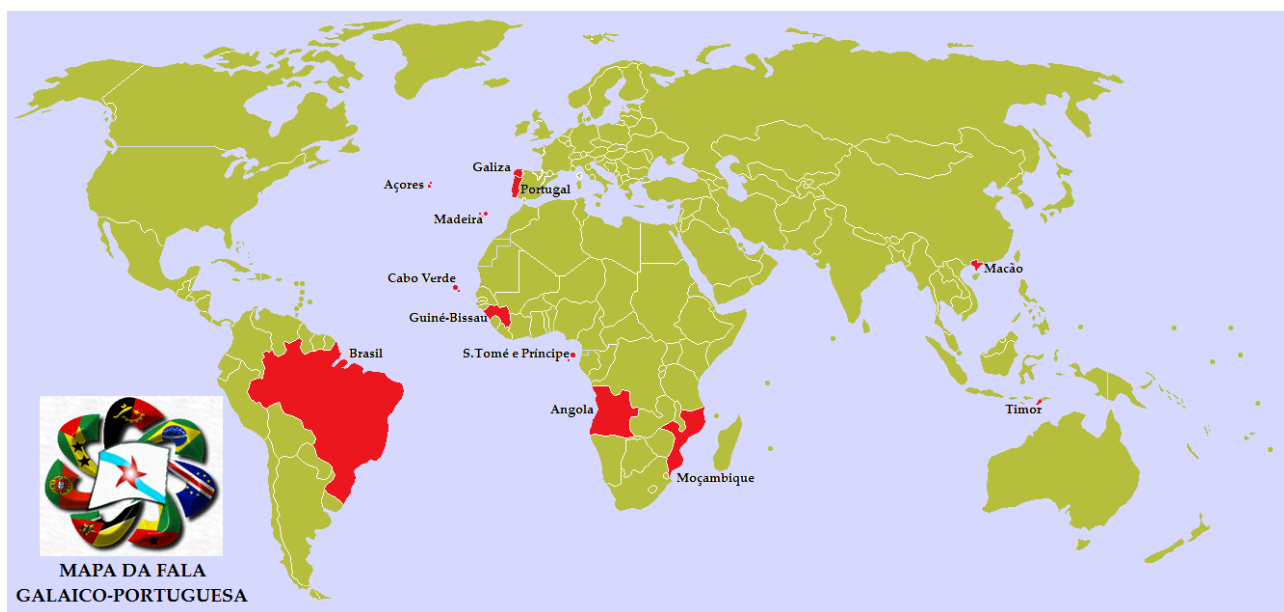 Galiza
Açores
Portugal
Madeira
Macão
Cabo Verde
Guiné-Bissau
Brasil
S.Tomé e Príncipe
Angola
Timor
Moçambique
MAPA DA FALA
GALAICO-PORTUGUESA